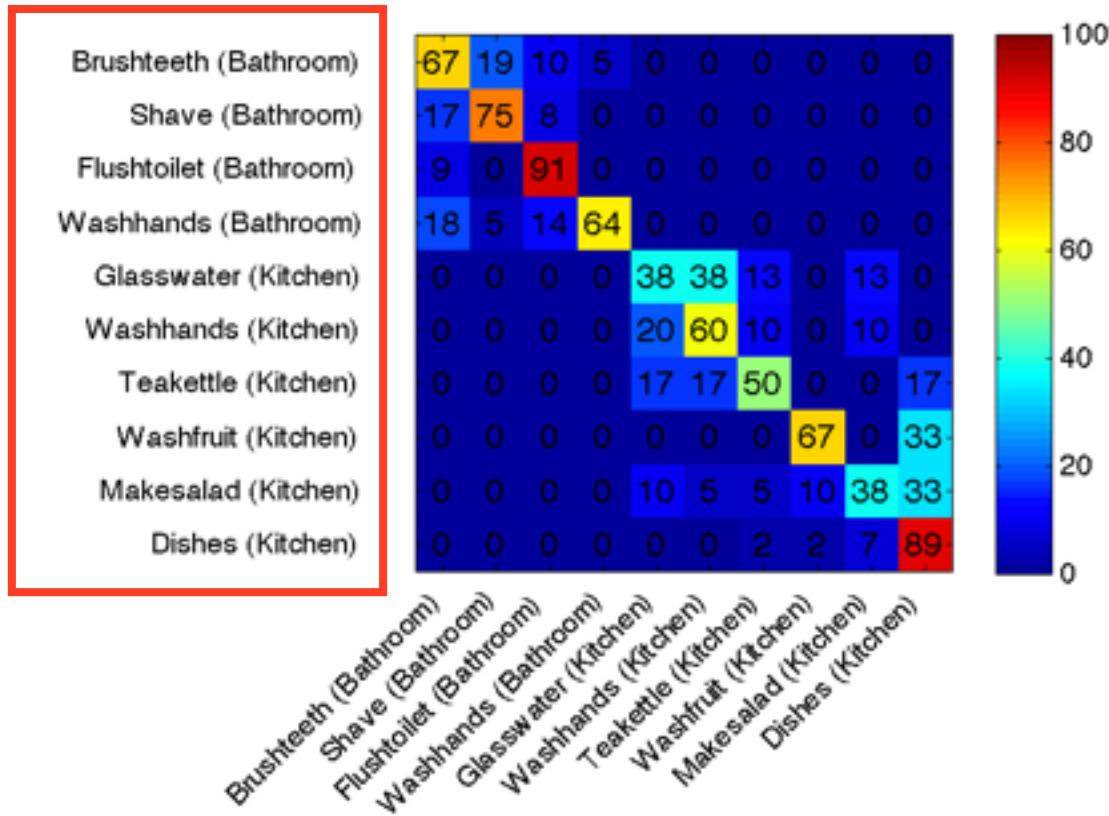 100
Brushteeth (Bathroom) 67 19 10 5 0 0 0 0 0 0
Shave (Bathroom) 17 75 8 0 0 0 0 0 0 0
80
Flushtoilet (Bathroom) 9 0 91 0 0 0 0 0 0 0
Washhands (Bathroom) 18 5 14 64 0 0 0 0 0 0
60
Glasswater (Kitchen) 0 0 0 0 38 38 13 0 13 0
Washhands (Kitchen) 0 0 0 0 20 60 10 0 10 0
40
Teakettle (Kitchen) 0 0 0 0 17 17 50 0 0 17
Washfruit (Kitchen) 0 0 0 0 0 0 0 67 0 33
20
Makesalad (Kitchen) 0 0 0 0 10 5 5 10 38 33
Dishes (Kitchen) 0 0 0 0 0 0 2 2 7 89
0
Brushteeth (Bathroom)
Shave (Bathroom)
Flushtoilet (Bathroom)
Washhands (Bathroom)
Glasswater (Kitchen)
Washhands (Kitchen)
Teakettle (Kitchen)
Washfruit (Kitchen)
Makesalad (Kitchen)
Dishes (Kitchen)